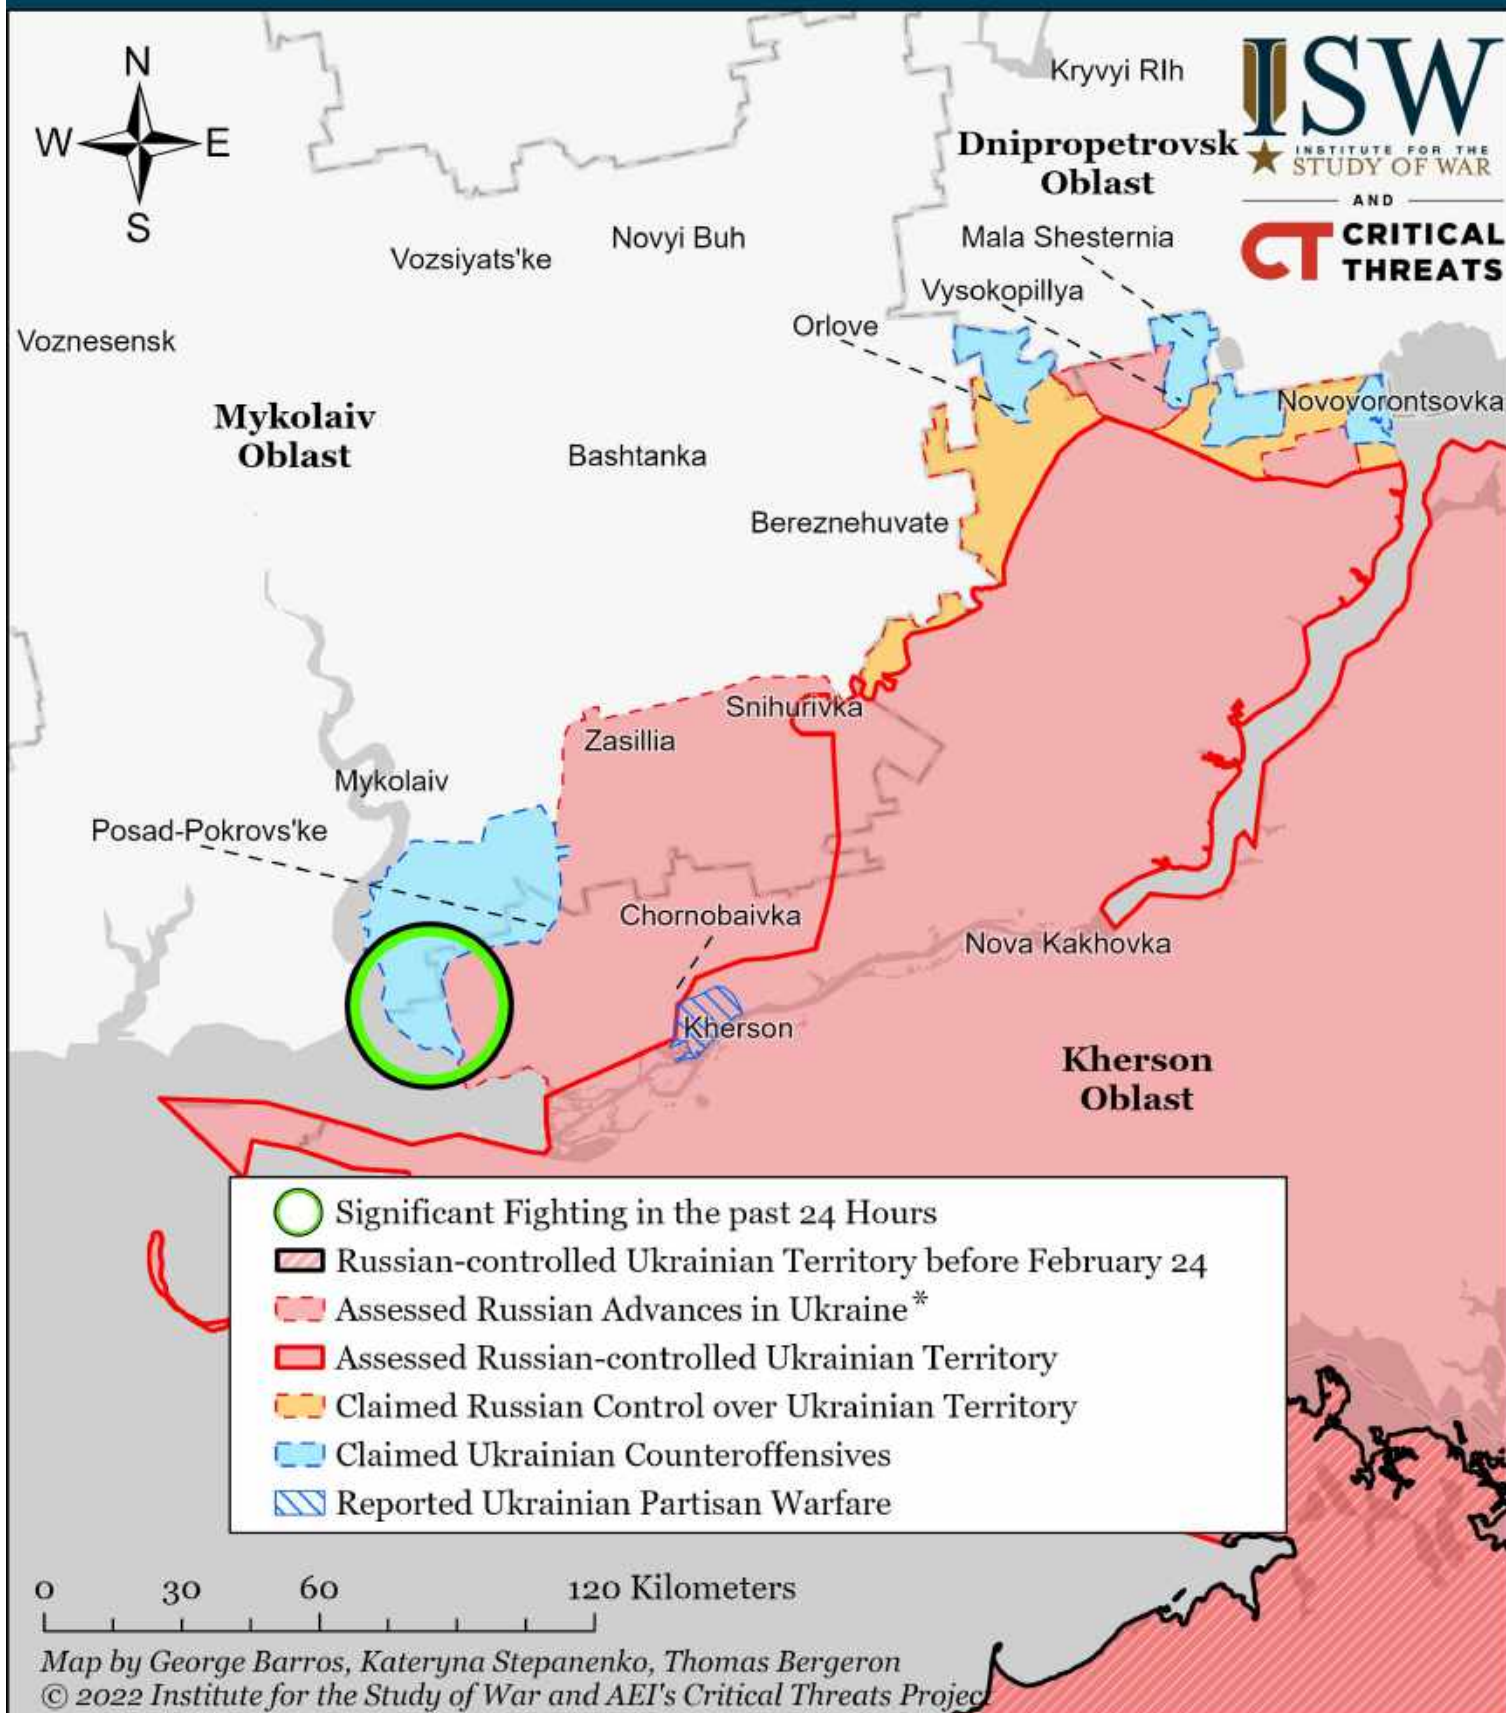 N
W E
S
Kryvyi RIh
ISW
INSTITUTE FOR THE
STUDY OF WAR
AND
CT CRITICAL
THREATS
Dnipropetrovsk
Oblast
Mala Shesternia
Novyi Buh
Vozsiyats'ke
Vysokopillya
Orlove
Voznesensk
Novovorontsovka
Mykolaiv
Oblast
Bashtanka
Bereznehuvate
Snihurivka
Zasillia
Mykolaiv
Posad-Pokrovs'ke
Chornobaivka
Nova Kakhovka
Kherson
Kherson
Oblast
Significant Fighting in the past 24 Hours
Russian-controlled Ukrainian Territory before February 24
Assessed Russian Advances in Ukraine*
Assessed Russian-controlled Ukrainian Territory
Claimed Russian Control over Ukrainian Territory
Claimed Ukrainian Counteroffensives
Reported Ukrainian Partisan Warfare
0 30 60 120 Kilometers
Map by George Barros, Kateryna Stepanenko, Thomas Bergeron
© 2022 Institute for the Study of War and AEI's Critical Threats Project